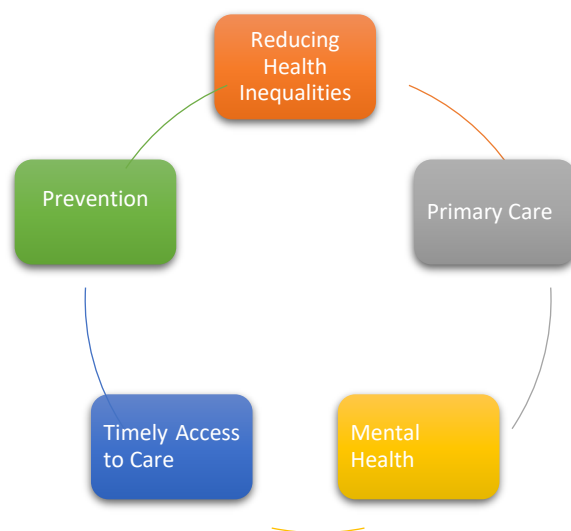 Reducing
Health
Inequalities
Prevention
Primary Care
Timely Access
to Care
Mental
Health